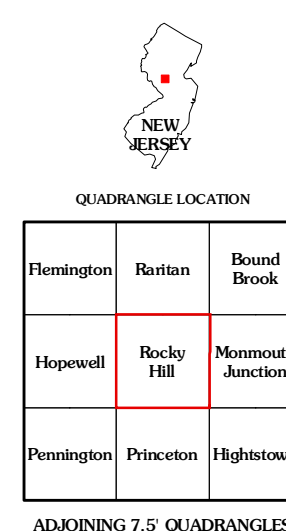 NEW
JERSEY
QUADRANGLE LOCATION
Flemington Raritan Bound
Brook
Hopewell Rocky
Hill Monmout
Junction
Pennington Princeton Hightstow
ADJOINING 7.5' QUADRANGLES